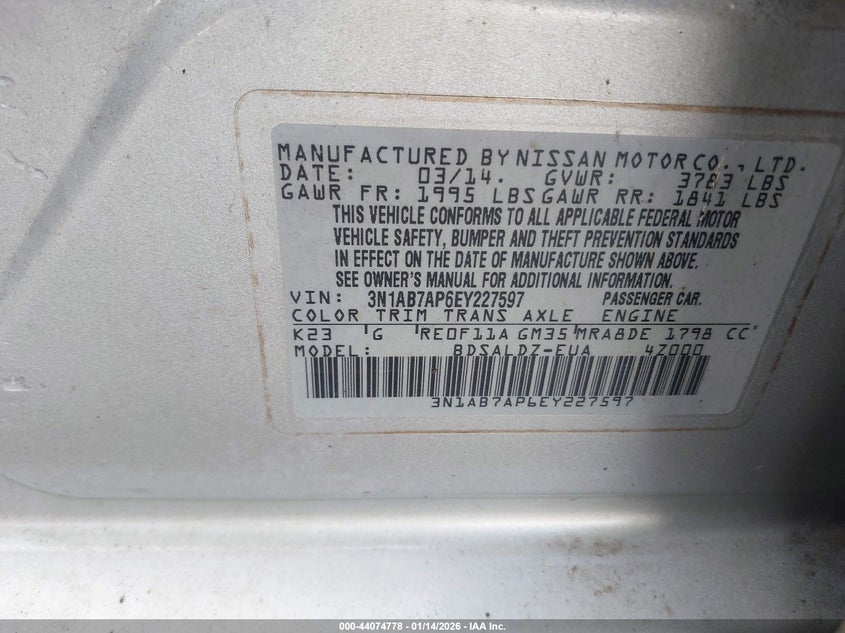 MANUFACTURED BY NISSAN MOTOR CO., LTD.
DATE: 03/14. GVWR: 3783 LBS
GAWR FR: 1995 LBS GAWR RR: 1841 LBS
THIS VEHICLE CONFORMS TO ALL APPLICABLE FEDERAL MOTOR
VEHICLE SAFETY, BUMPER AND THEFT PREVENTION STANDARDS
IN EFFECT ON THE DATE OF MANUFACTURE SHOWN ABOVE.
SEE OWNER'S MANUAL FOR ADDITIONAL INFORMATION.
VIN: 3N1AB7AP6EY227597 PASSENGER CAR.
COLOR TRIM TRANS AXLE ENGINE
K23 G RE0F11A GM35 MRA8DE 1798 CC
MODEL: BDSALDZ-EUA 4Z000
3N1AB7AP6EY227597
000-44074778 - 01/14/2026 - IAA Inc.